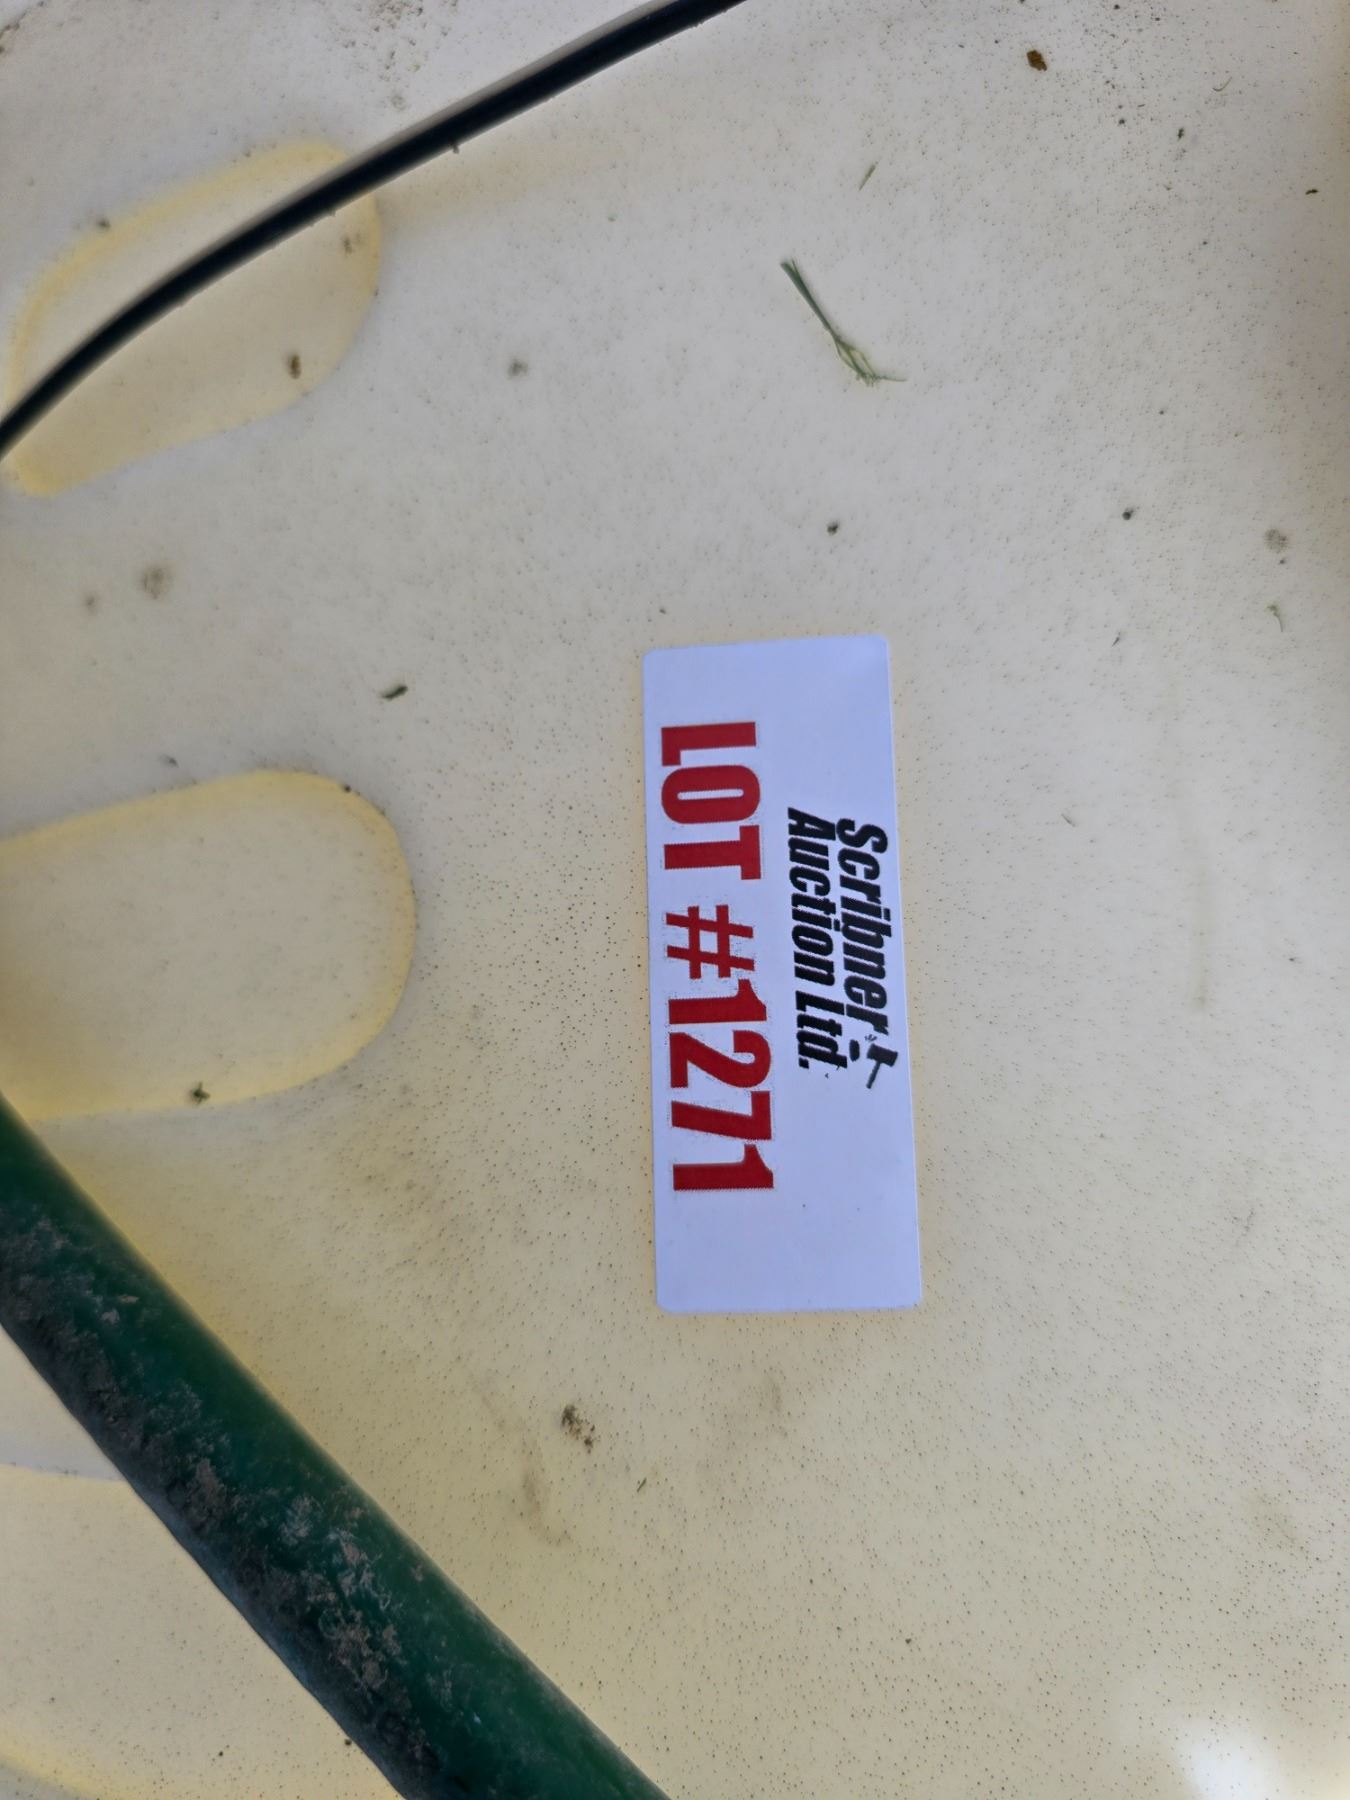 Scribner
Auction Ltd.
LOT #1271